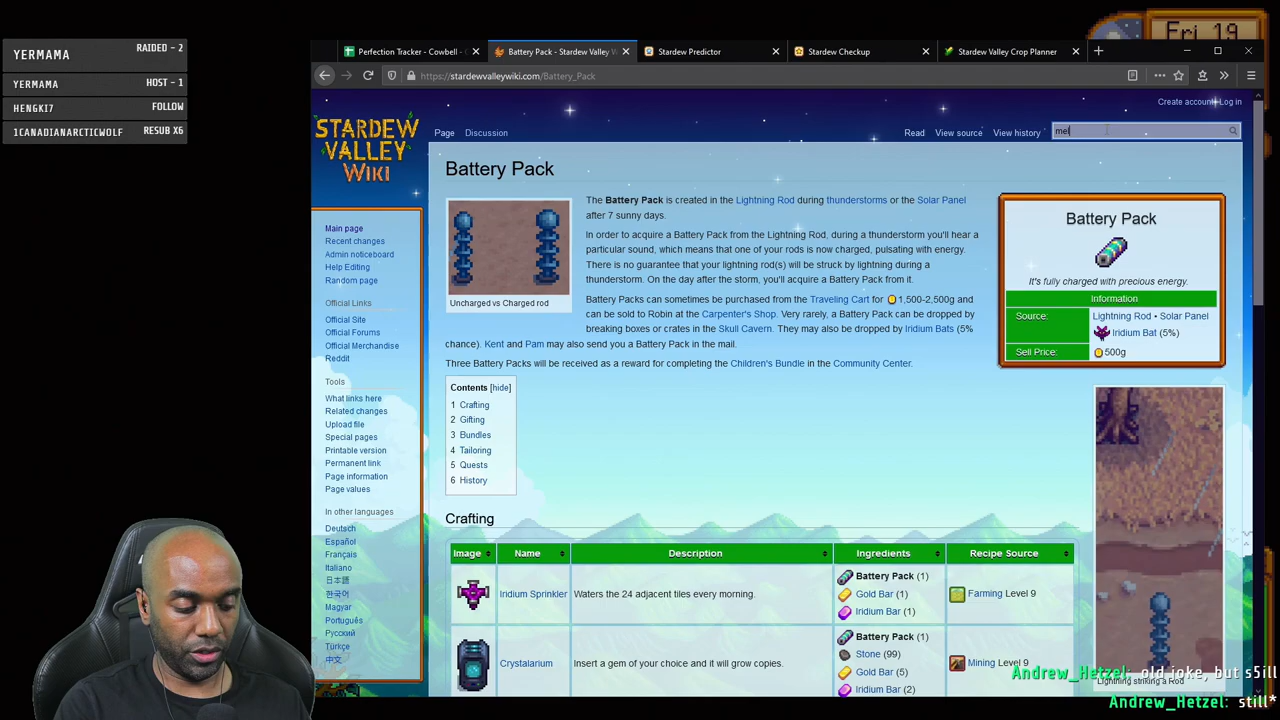 YERMAMA RAIDED - 2
YERMAMA HOST - 1
HENGKI7 FOLLOW
1CANADIANARCTICWOLF RESUB X6
Fri. 19
Perfection Tracker - Cowbell -
Battery Pack - Stardew Valley
Stardew Predictor
Stardew Checkup
Stardew Valley Crop Planner
https://stardewvalleywiki.com/Battery_Pack
Create account Log in
STARDEW
VALLEY
WIKI
Page Discussion Read View source View history mel
Main page
Recent changes
Admin noticeboard
Help Editing
Random page
Official Links
Official Site
Official Forums
Official Merchandise
Reddit
Tools
What links here
Related changes
Upload file
Special pages
Printable version
Permanent link
Page information
Page values
In other languages
Deutsch
Español
Français
Italiano
日本語
한국어
Magyar
Português
Русский
Türkçe
中文
Battery Pack
Uncharged vs Charged rod
The Battery Pack is created in the Lightning Rod during thunderstorms or the Solar Panel
after 7 sunny days.
In order to acquire a Battery Pack from the Lightning Rod, during a thunderstorm you'll hear a
particular sound, which means that one of your rods is now charged, pulsating with energy.
There is no guarantee that your lightning rod(s) will be struck by lightning during a
thunderstorm. On the day after the storm, you'll acquire a Battery Pack from it.
Battery Packs can sometimes be purchased from the Traveling Cart for 1,500-2,500g and
can be sold to Robin at the Carpenter's Shop. Very rarely, a Battery Pack can be dropped by
breaking boxes or crates in the Skull Cavern. They may also be dropped by Iridium Bats (5%
chance). Kent and Pam may also send you a Battery Pack in the mail.
Three Battery Packs will be received as a reward for completing the Children's Bundle in the Community Center.
Battery Pack
It's fully charged with precious energy.
Information
Source: Lightning Rod • Solar Panel
Iridium Bat (5%)
Sell Price: 500g
Contents [hide]
1 Crafting
2 Gifting
3 Bundles
4 Tailoring
5 Quests
6 History
Crafting
Image Name Description Ingredients Recipe Source
Iridium Sprinkler Waters the 24 adjacent tiles every morning. Battery Pack (1)
Gold Bar (1)
Iridium Bar (1)
Farming Level 9
Crystalarium Insert a gem of your choice and it will grow copies. Battery Pack (1)
Stone (99)
Gold Bar (5)
Iridium Bar (2)
Mining Level 9
Lightning striking a Rod
Andrew_Hetzel: old joke, but s5ill
Andrew_Hetzel: still*